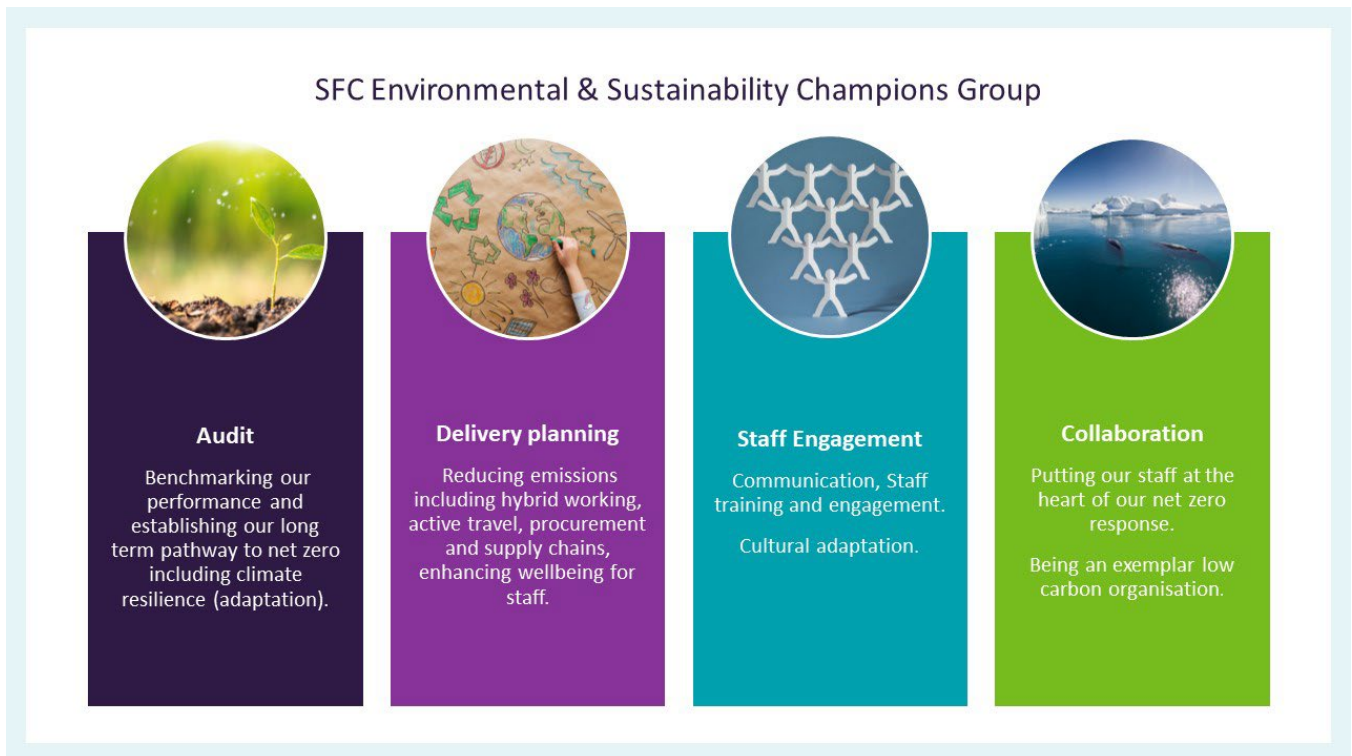 SFC Environmental & Sustainability Champions Group
Audit
Benchmarking our
performance and
establishing our long
term pathway to net zero
including climate
resilience (adaptation).
Delivery planning
Reducing emissions
including hybrid working,
active travel, procurement
and supply chains,
enhancing wellbeing for
staff.
Staff Engagement
Communication, Staff
training and engagement.
Cultural adaptation.
Collaboration
Putting our staff at the
heart of our net zero
response.
Being an exemplar low
carbon organisation.